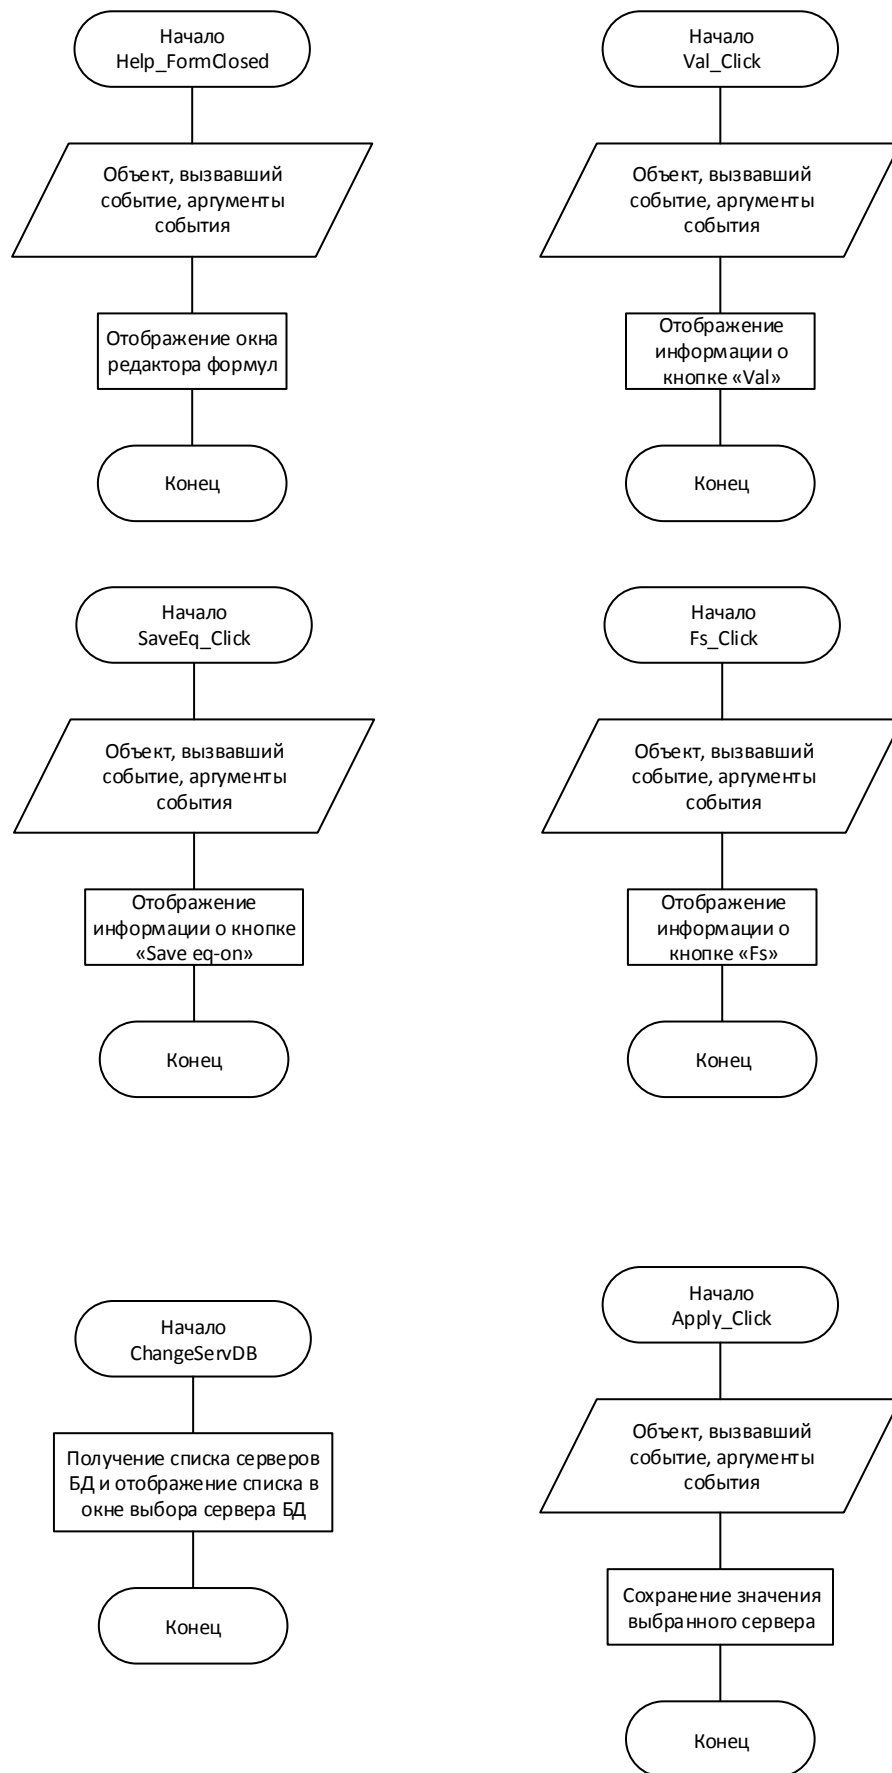 Начало
Help_FormClosed
Объект, вызвавший
событие, аргументы
события
Отображение окна
редактора формул
Конец
Начало
Val_Click
Объект, вызвавший
событие, аргументы
события
Отображение
информации о
кнопке «Val»
Конец
Начало
SaveEq_Click
Объект, вызвавший
событие, аргументы
события
Отображение
информации о кнопке
«Save eq-on»
Конец
Начало
Fs_Click
Объект, вызвавший
событие, аргументы
события
Отображение
информации о
кнопке «Fs»
Конец
Начало
ChangeServDB
Получение списка серверов
БД и отображение списка в
окне выбора сервера БД
Конец
Начало
Apply_Click
Объект, вызвавший
событие, аргументы
события
Сохранение значения
выбранного сервера
Конец